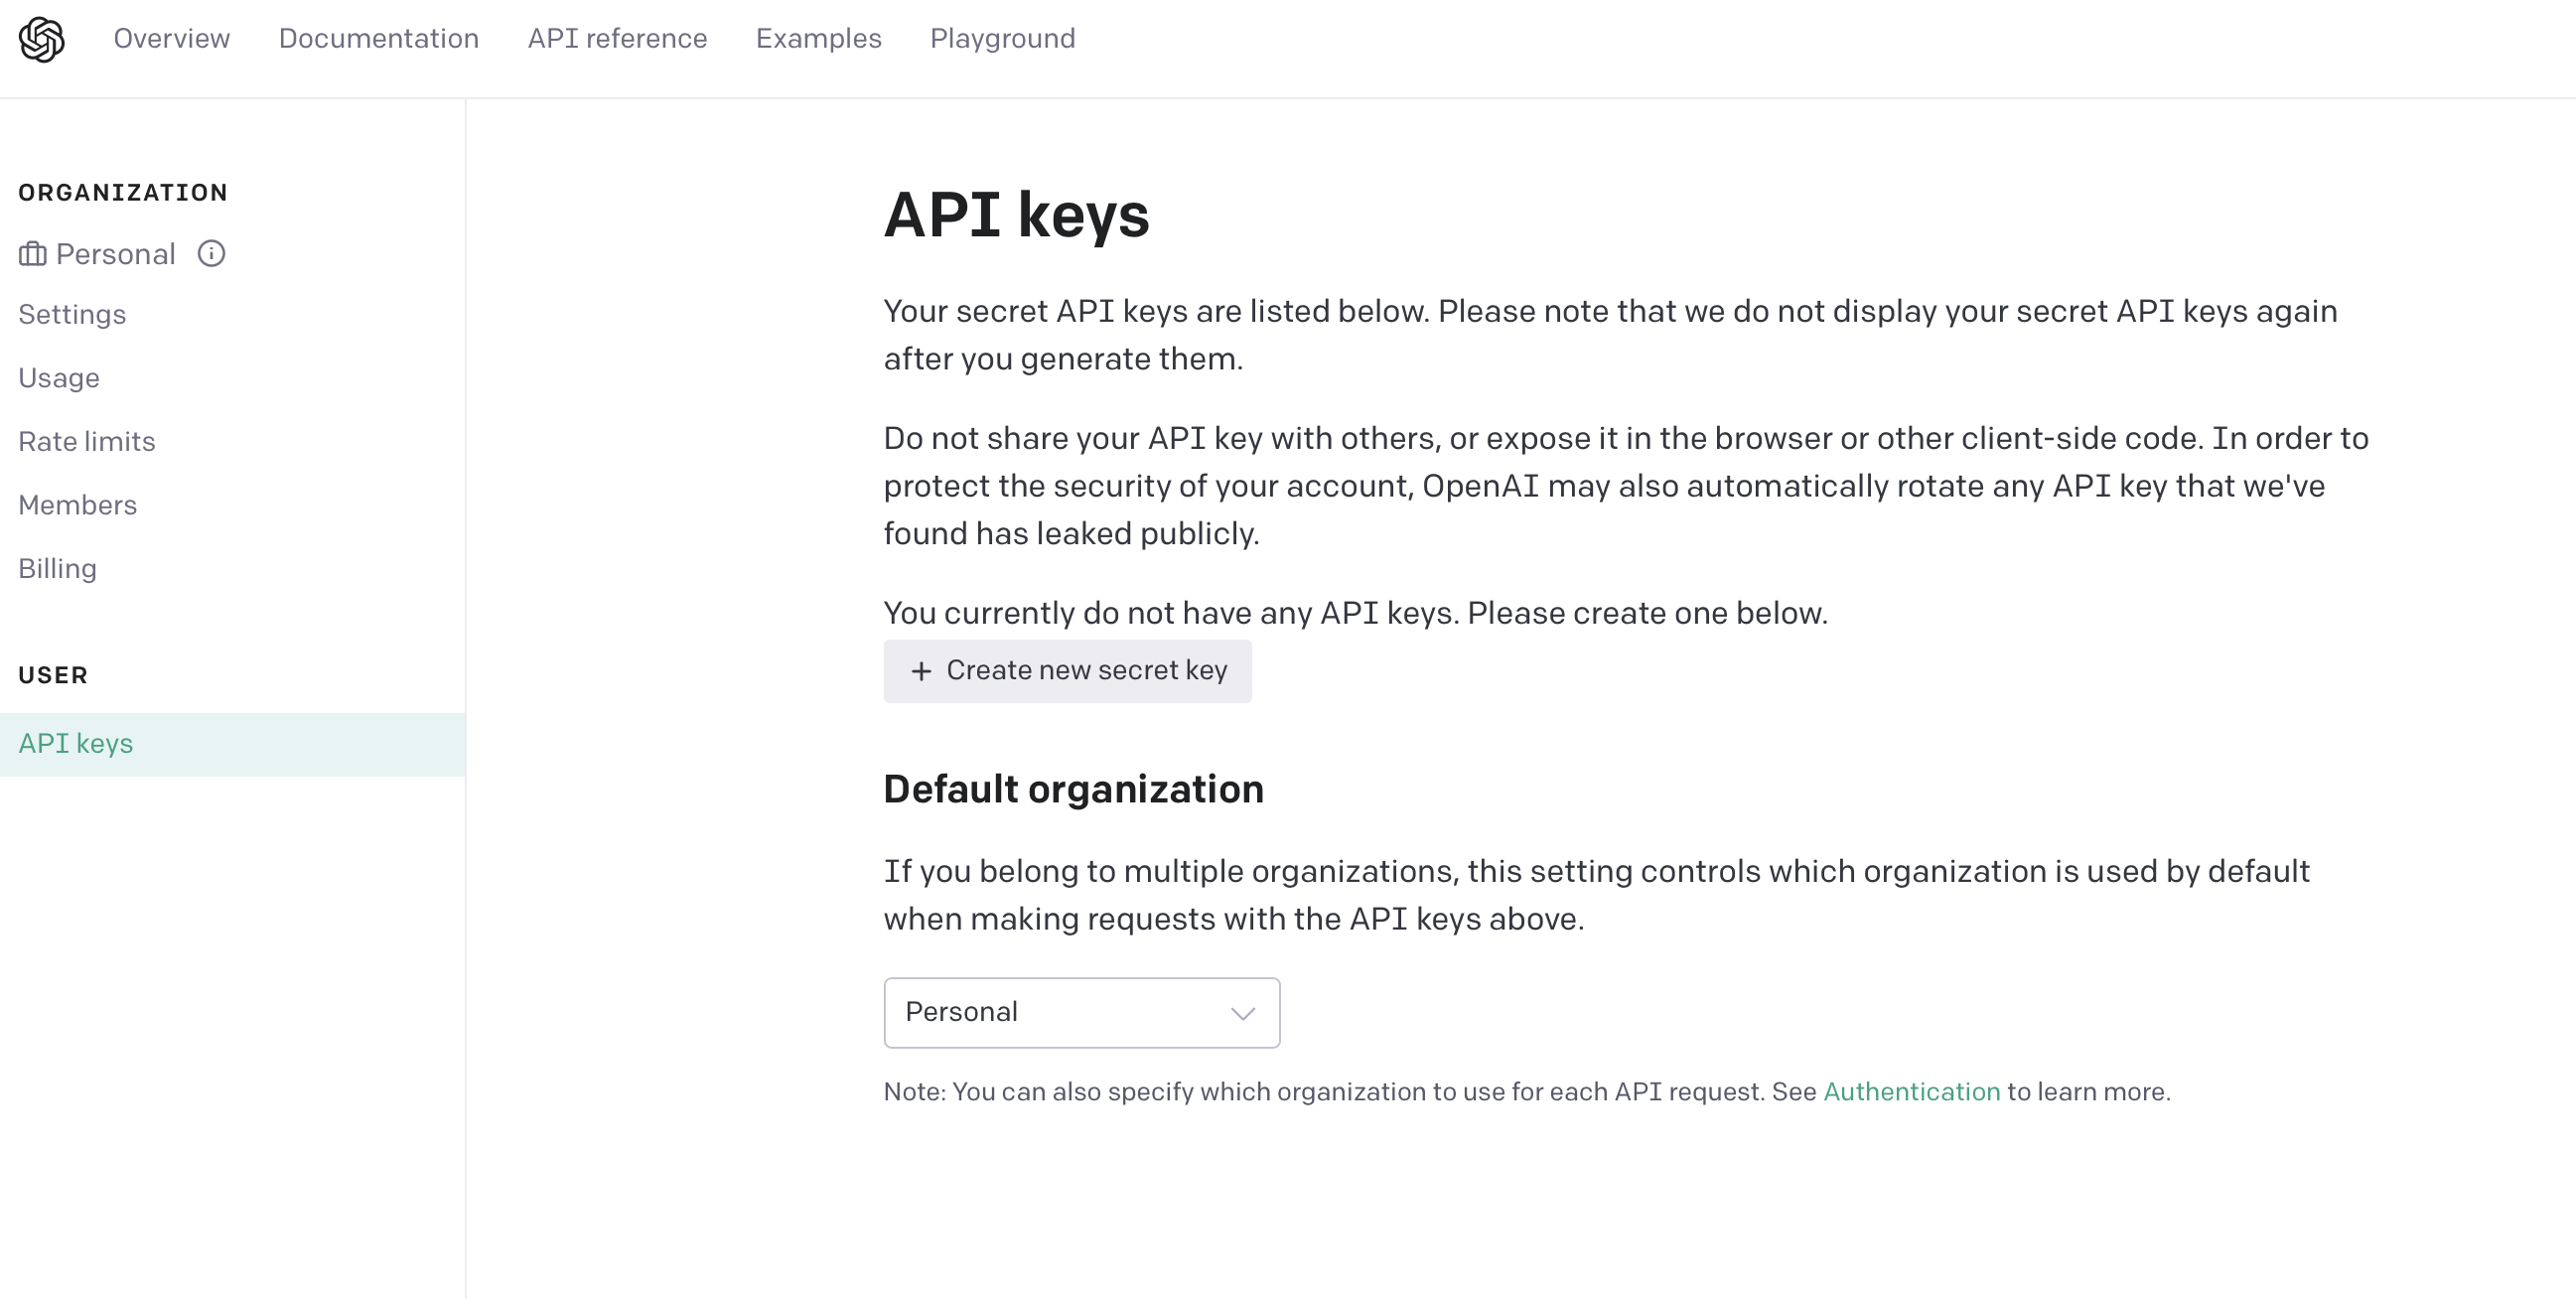 Overview Documentation API reference Examples Playground
ORGANIZATION
Personal
Settings
Usage
Rate limits
Members
Billing
USER
API keys
API keys
Your secret API keys are listed below. Please note that we do not display your secret API keys again
after you generate them.
Do not share your API key with others, or expose it in the browser or other client-side code. In order to
protect the security of your account, OpenAI may also automatically rotate any API key that we've
found has leaked publicly.
You currently do not have any API keys. Please create one below.
+ Create new secret key
Default organization
If you belong to multiple organizations, this setting controls which organization is used by default
when making requests with the API keys above.
Personal
Note: You can also specify which organization to use for each API request. See Authentication to learn more.